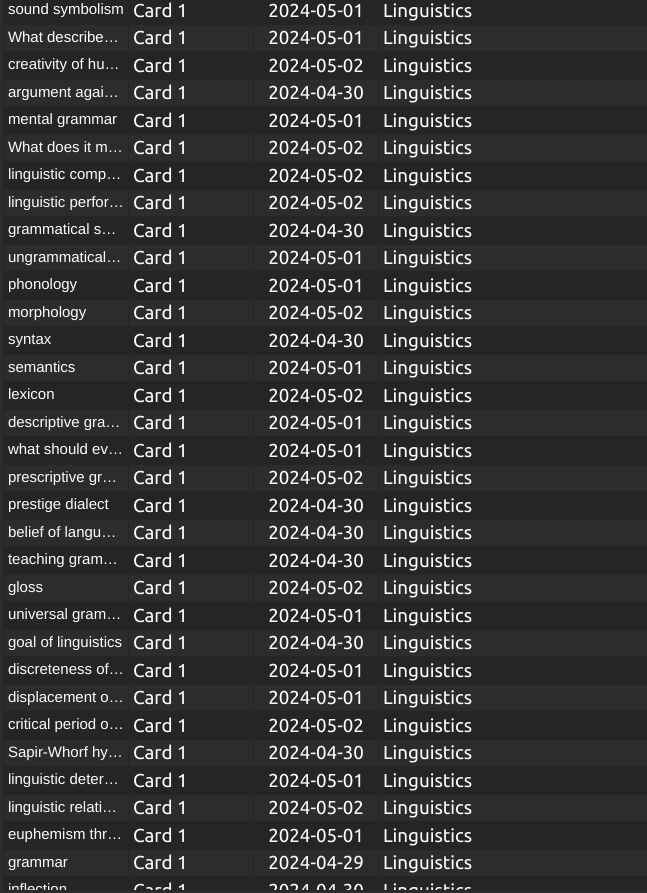 sound symbolism Card 1 2024-05-01 Linguistics
What describe… Card 1 2024-05-01 Linguistics
creativity of hu… Card 1 2024-05-02 Linguistics
argument agai… Card 1 2024-04-30 Linguistics
mental grammar Card 1 2024-05-01 Linguistics
What does it m… Card 1 2024-05-02 Linguistics
linguistic comp… Card 1 2024-05-02 Linguistics
linguistic perfor… Card 1 2024-05-02 Linguistics
grammatical s… Card 1 2024-04-30 Linguistics
ungrammatical… Card 1 2024-05-01 Linguistics
phonology Card 1 2024-05-01 Linguistics
morphology Card 1 2024-05-02 Linguistics
syntax Card 1 2024-04-30 Linguistics
semantics Card 1 2024-05-01 Linguistics
lexicon Card 1 2024-05-02 Linguistics
descriptive gra… Card 1 2024-05-01 Linguistics
what should ev… Card 1 2024-05-01 Linguistics
prescriptive gr… Card 1 2024-05-02 Linguistics
prestige dialect Card 1 2024-04-30 Linguistics
belief of langu… Card 1 2024-04-30 Linguistics
teaching gram… Card 1 2024-04-30 Linguistics
gloss Card 1 2024-05-02 Linguistics
universal gram… Card 1 2024-05-01 Linguistics
goal of linguistics Card 1 2024-04-30 Linguistics
discreteness of… Card 1 2024-05-01 Linguistics
displacement o… Card 1 2024-05-01 Linguistics
critical period o… Card 1 2024-05-02 Linguistics
Sapir-Whorf hy… Card 1 2024-04-30 Linguistics
linguistic deter… Card 1 2024-05-01 Linguistics
linguistic relati… Card 1 2024-05-02 Linguistics
euphemism thr… Card 1 2024-05-01 Linguistics
grammar Card 1 2024-04-29 Linguistics
inflection Card 1 2024-04-30 Linguistics